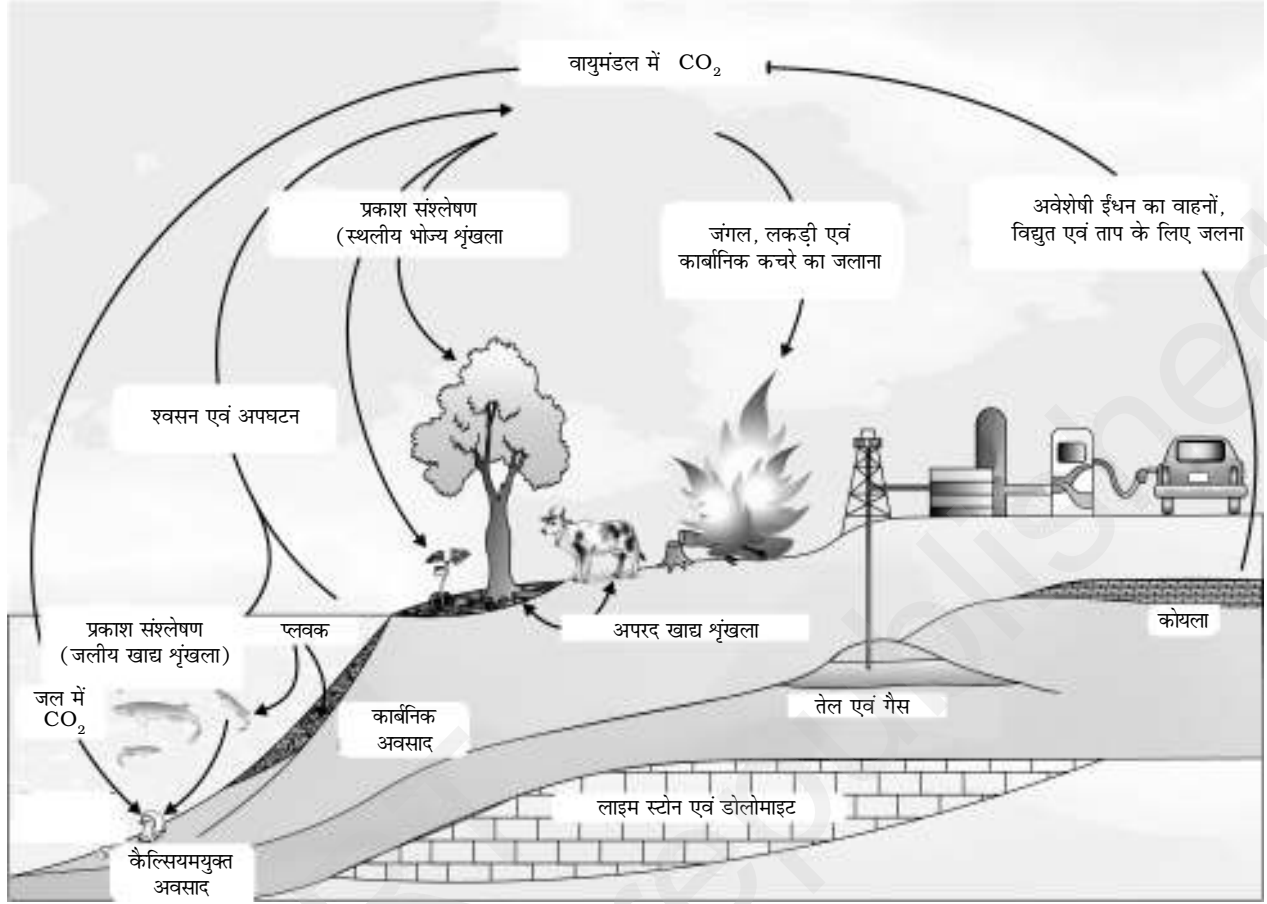 वायुमंडल में CO₂
प्रकाश संश्लेषण
(स्थलीय भोज्य शृंखला
जंगल, लकड़ी एवं
कार्बानिक कचरे का जलाना
अवेशेषी ईंधन का वाहनों,
विद्युत एवं ताप के लिए जलना
श्वसन एवं अपघटन
प्रकाश संश्लेषण
(जलीय खाद्य शृंखला)
प्लवक
अपरद खाद्य शृंखला
कोयला
जल में
CO₂
कार्बनिक
अवसाद
तेल एवं गैस
लाइम स्टोन एवं डोलोमाइट
कैल्सियमयुक्त
अवसाद